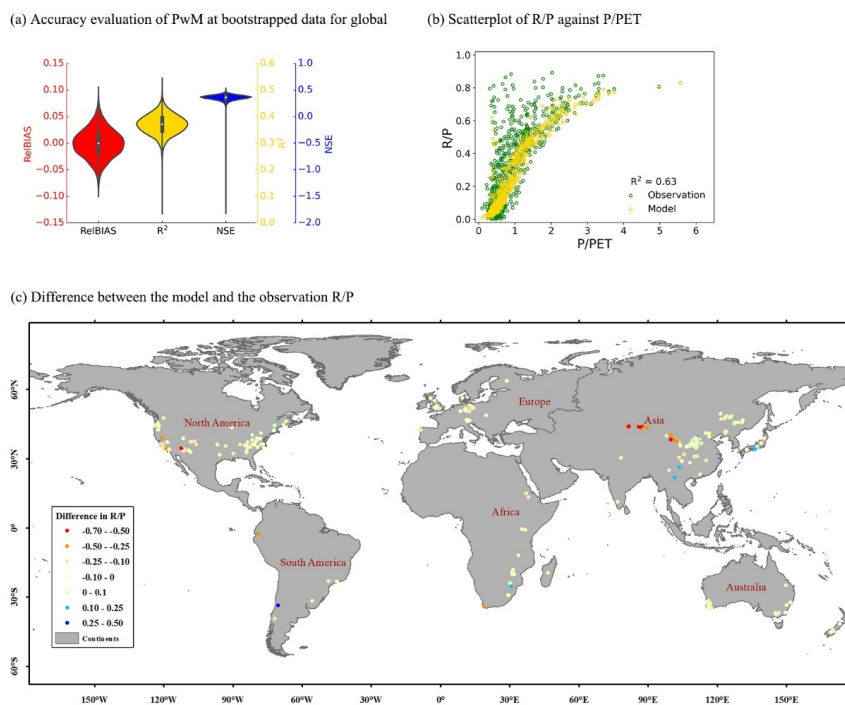 (a) Accuracy evaluation of PwM at bootstrapped data for global
(b) Scatterplot of R/P against P/PET
0.15
0.10
0.05
0.00
−0.05
−0.10
−0.15
RelBIAS
0.6
0.5
0.4
0.3
0.2
0.1
0.0
R²
1.0
0.5
0.0
−0.5
−1.0
−1.5
−2.0
NSE
RelBIAS R² NSE
1.0
0.8
0.6
0.4
0.2
0.0
R/P
R² = 0.63
Observation
Model
0 1 2 3 4 5 6
P/PET
(c) Difference between the model and the observation R/P
60°N
30°N
0°
30°S
60°S
North America
Europe
Asia
Africa
South America
Australia
Difference in R/P
-0.70 - -0.50
-0.50 - -0.25
-0.25 - -0.10
-0.10 - 0
0 - 0.1
0.10 - 0.25
0.25 - 0.50
Continents
150°W 120°W 90°W 60°W 30°W 0° 30°E 60°E 90°E 120°E 150°E